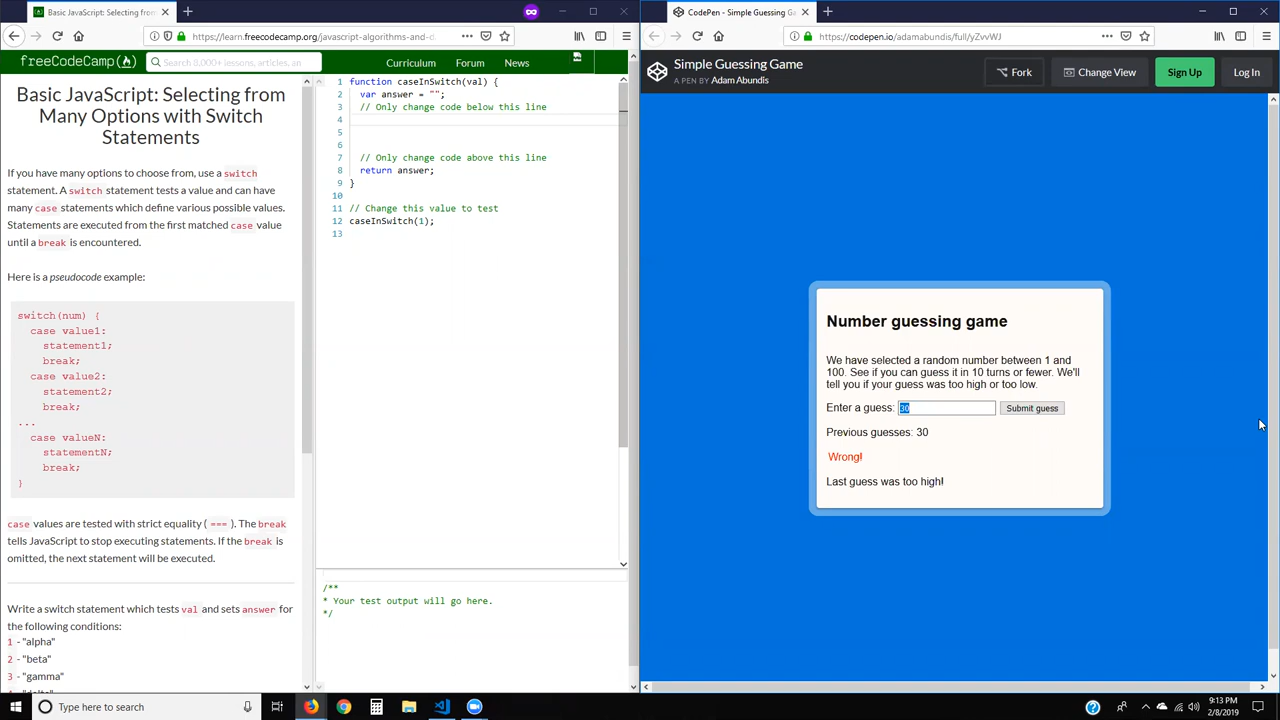 Basic JavaScript: Selecting from
CodePen - Simple Guessing Ga
https://learn.freecodecamp.org/javascript-algorithms-and-d
https://codepen.io/adamabundis/full/yZvvWJ
freeCodeCamp
Search 8,000+ lessons, articles, an
Curriculum
Forum
News
Simple Guessing Game
A PEN BY Adam Abundis
Fork
Change View
Sign Up
Log In
Basic JavaScript: Selecting from
Many Options with Switch
Statements
If you have many options to choose from, use a switch
statement. A switch statement tests a value and can have
many case statements which define various possible values.
Statements are executed from the first matched case value
until a break is encountered.
Here is a pseudocode example:
switch(num) {
case value1:
statement1;
break;
case value2:
statement2;
break;
...
case valueN:
statementN;
break;
}
case values are tested with strict equality ( === ). The break
tells JavaScript to stop executing statements. If the break is
omitted, the next statement will be executed.
Write a switch statement which tests val and sets answer for
the following conditions:
1 - "alpha"
2 - "beta"
3 - "gamma"
4 - "delta"
1 function caseInSwitch(val) {
2 var answer = "";
3 // Only change code below this line
4
5
6
7 // Only change code above this line
8 return answer;
9 }
10
11 // Change this value to test
12 caseInSwitch(1);
13
/**
* Your test output will go here.
*/
Number guessing game
We have selected a random number between 1 and
100. See if you can guess it in 10 turns or fewer. We'll
tell you if your guess was too high or too low.
Enter a guess: 30 Submit guess
Previous guesses: 30
Wrong!
Last guess was too high!
Type here to search
9:13 PM
2/8/2019